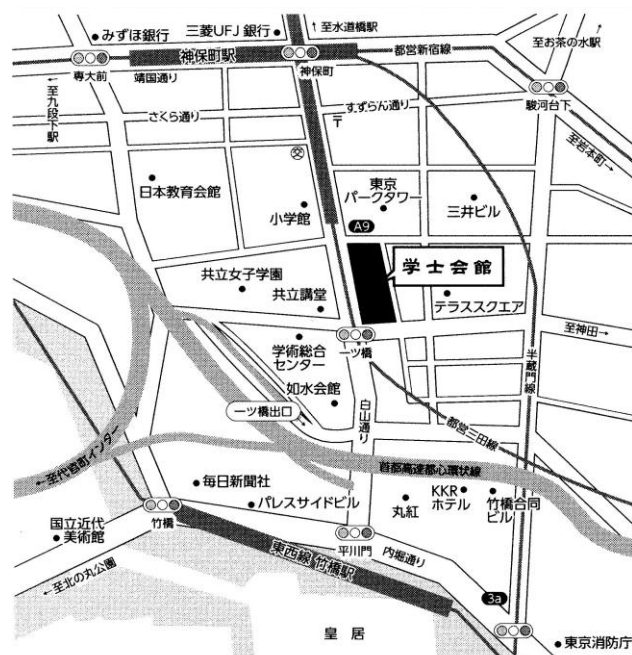 みずほ銀行
三菱UFJ銀行
↑至水道橋駅
都営新宿線
至お茶の水駅
神保町駅
専大前
靖国通り
神保町
駿河台下
←至九段下駅
さくら通り
すずらん通り
〒
至岩本町→
日本教育会館
小学館
東京
パークタワー
三井ビル
A9
学士会館
共立女子学園
共立講堂
テラススクエア
学術総合
センター
一ツ橋
至神田→
半蔵門線
如水会館
白山通り
一ツ橋出口
都営三田線
←至代官町インター
首都高速都心環状線
毎日新聞社
パレスサイドビル
丸紅
KKR
ホテル
竹橋合同
ビル
国立近代
美術館
竹橋
平川門
内堀通り
東西線 竹橋駅
←至北の丸公園
3a
皇居
東京消防庁